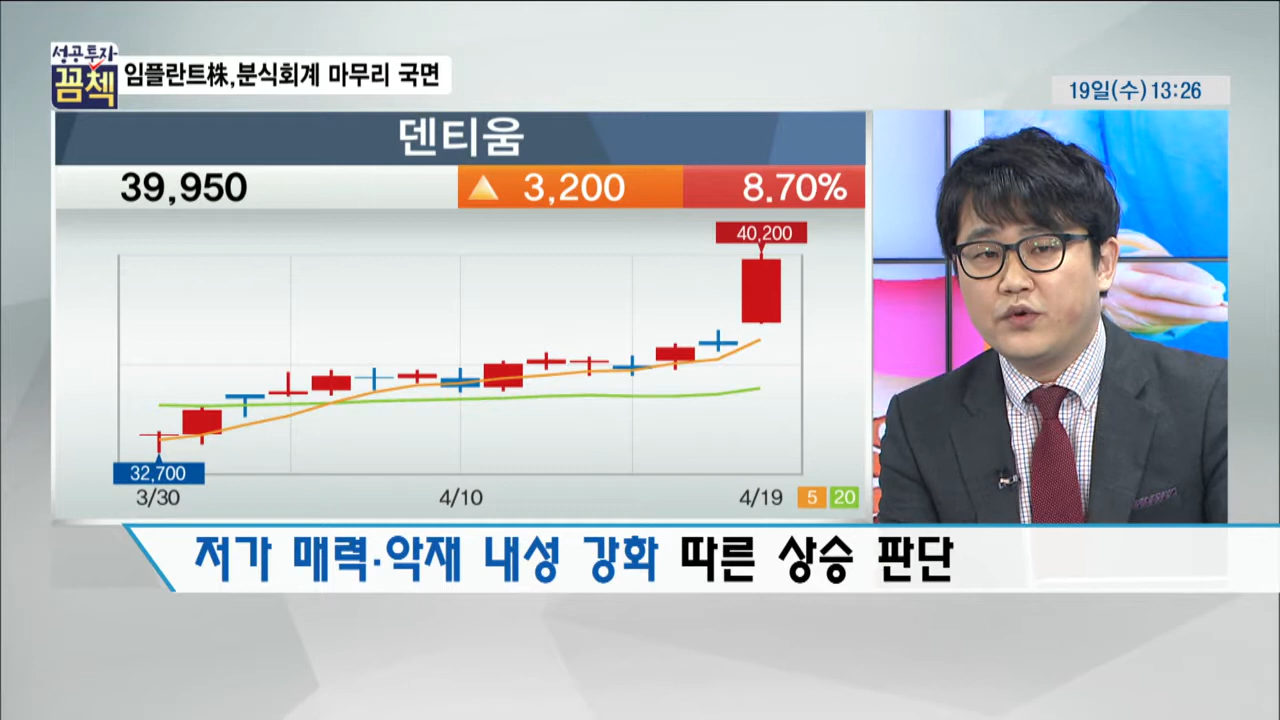 성공투자
꼼첵
임플란트株,분식회계 마무리 국면
19일(수)13:26
덴티움
39,950 ▲ 3,200 8.70%
40,200
32,700
3/30 4/10 4/19 5 20
저가 매력·악재 내성 강화 따른 상승 판단